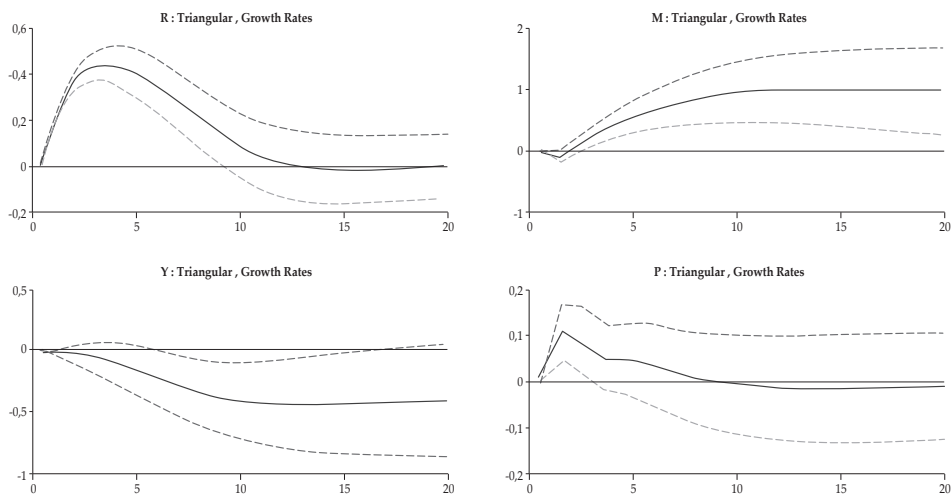 R : Triangular , Growth Rates
0,6
-0,4
0,2
0
-0,2
0 5 10 15 20
M : Triangular , Growth Rates
2
1
0
-1
0 5 10 15 20
Y : Triangular , Growth Rates
0,5
0
-0,5
-1
0 5 10 15 20
P : Triangular , Growth Rates
0,2
0,1
0
-0,1
-0,2
0 5 10 15 20